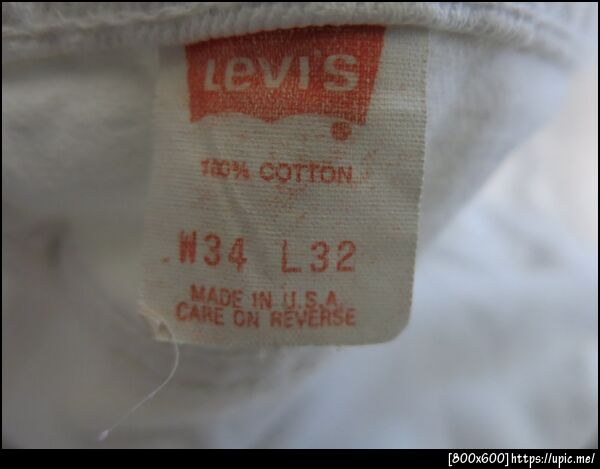 Levi's
®
100% COTTON
W34 L32
MADE IN U.S.A.
CARE ON REVERSE
[800x600]https://upic.me/